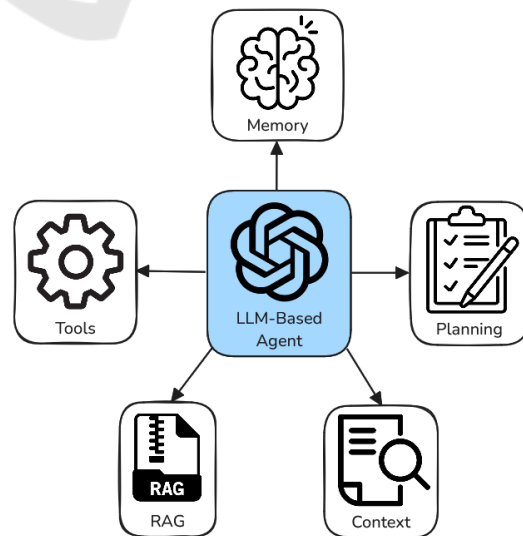 Memory
Tools
LLM-Based
Agent
Planning
RAG
RAG
Context